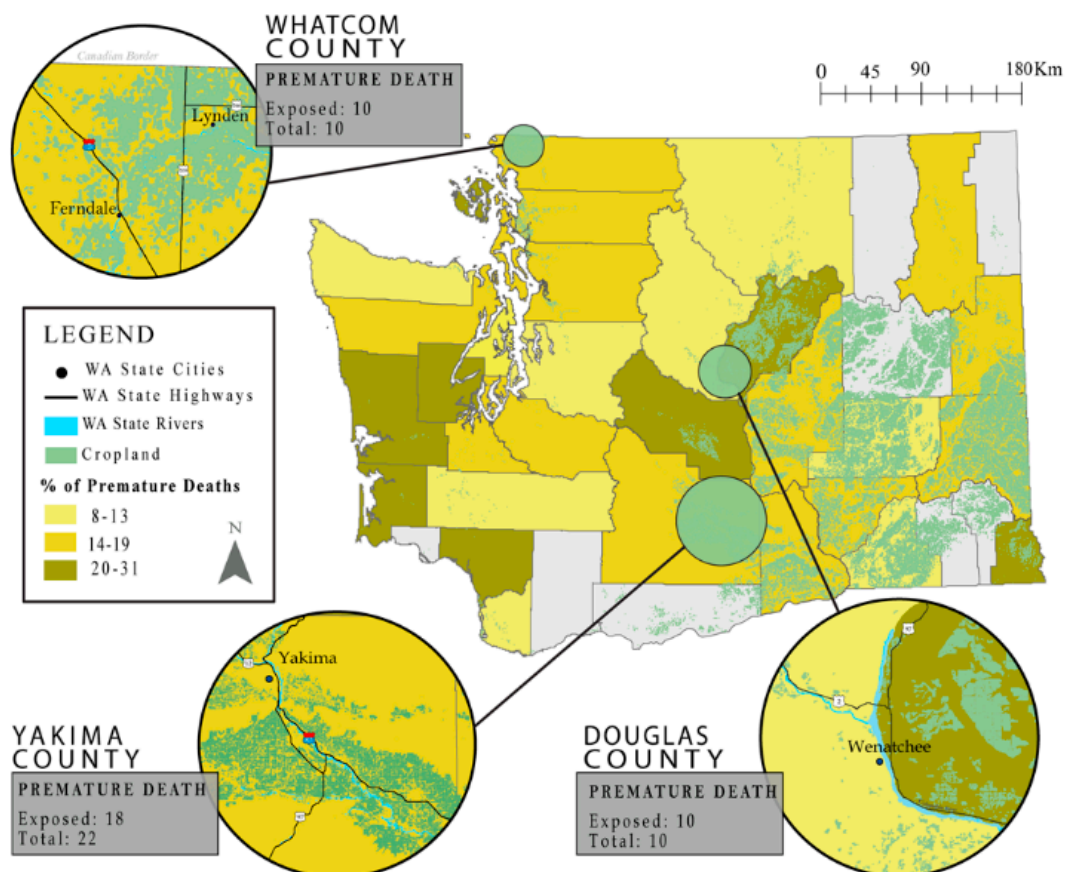 WHATCOM
COUNTY
PREMATURE DEATH
Exposed: 10
Total: 10
Canadian Border
Lynden
Ferndale
0 45 90 180Km
LEGEND
WA State Cities
WA State Highways
WA State Rivers
Cropland
% of Premature Deaths
8-13
14-19
20-31
N
Yakima
YAKIMA
COUNTY
PREMATURE DEATH
Exposed: 18
Total: 22
DOUGLAS
COUNTY
PREMATURE DEATH
Exposed: 10
Total: 10
2
Wenatchee